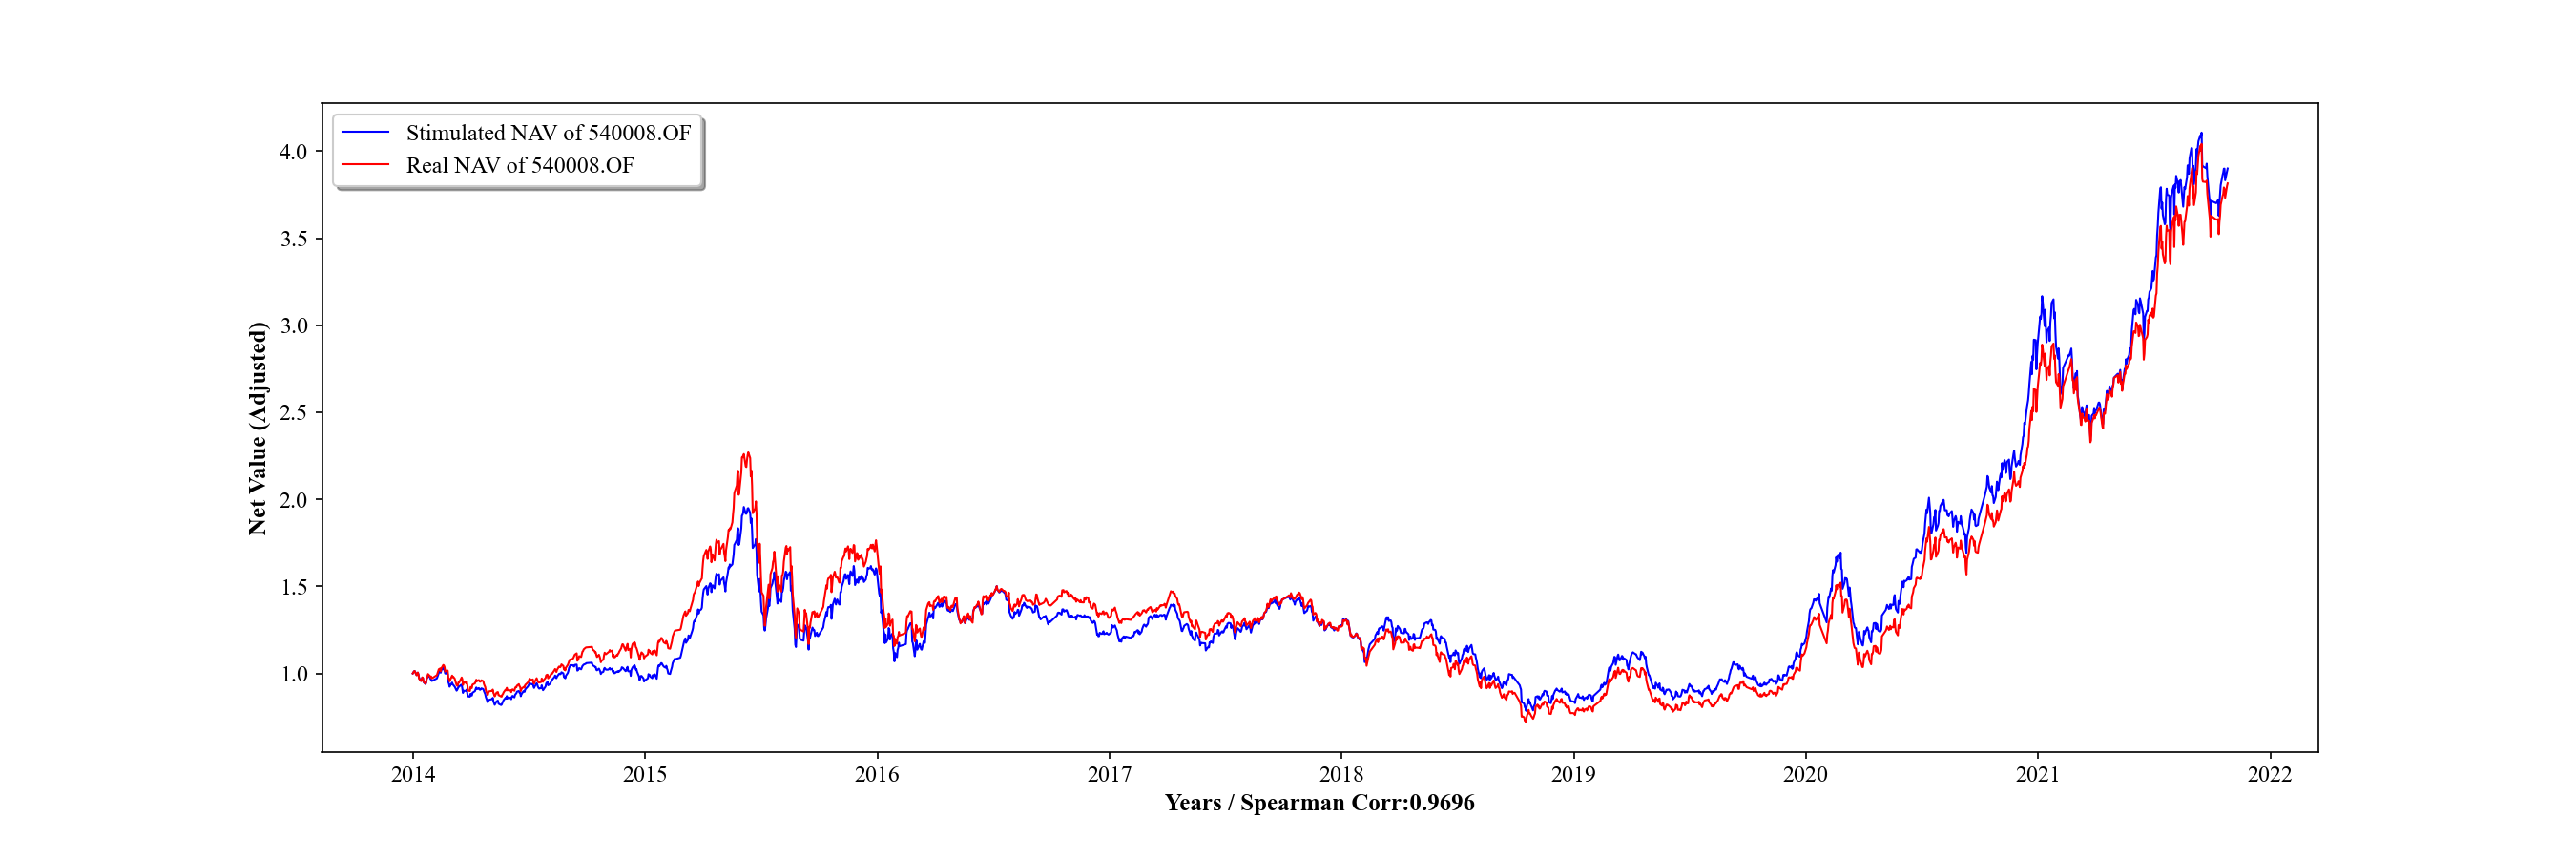 Stimulated NAV of 540008.OF
Real NAV of 540008.OF
Net Value (Adjusted)
4.0
3.5
3.0
2.5
2.0
1.5
1.0
2014 2015 2016 2017 2018 2019 2020 2021 2022
Years / Spearman Corr:0.9696